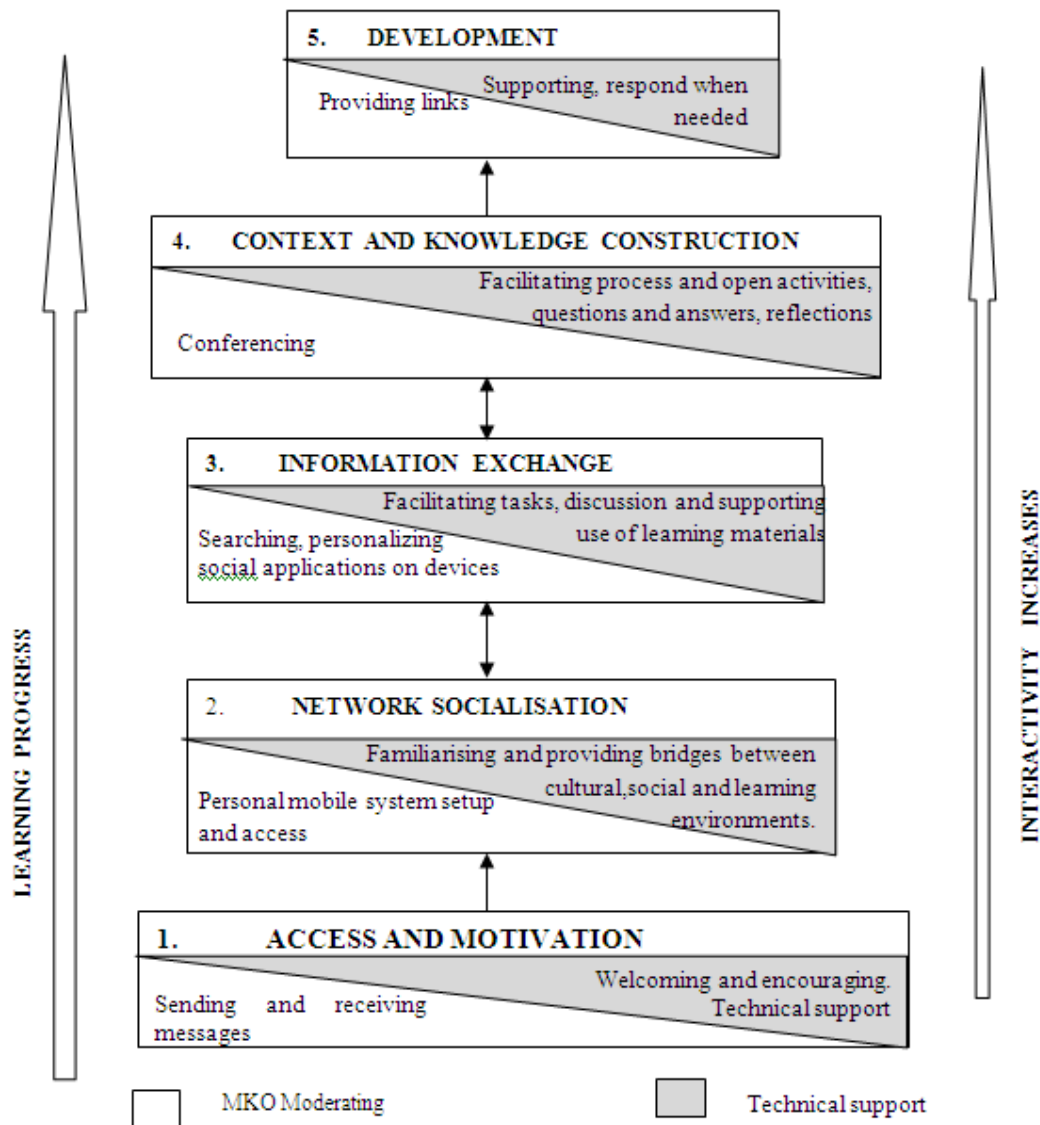 5. DEVELOPMENT
Supporting, respond when
needed
Providing links
4. CONTEXT AND KNOWLEDGE CONSTRUCTION
Facilitating process and open activities,
questions and answers, reflections
Conferencing
3. INFORMATION EXCHANGE
Facilitating tasks, discussion and supporting
use of learning materials
Searching, personalizing
social applications on devices
2. NETWORK SOCIALISATION
Familiarising and providing bridges between
cultural,social and learning
environments.
Personal mobile system setup
and access
1. ACCESS AND MOTIVATION
Welcoming and encouraging.
Technical support
Sending and receiving
messages
LEARNING PROGRESS
INTERACTIVITY INCREASES
MKO Moderating
Technical support